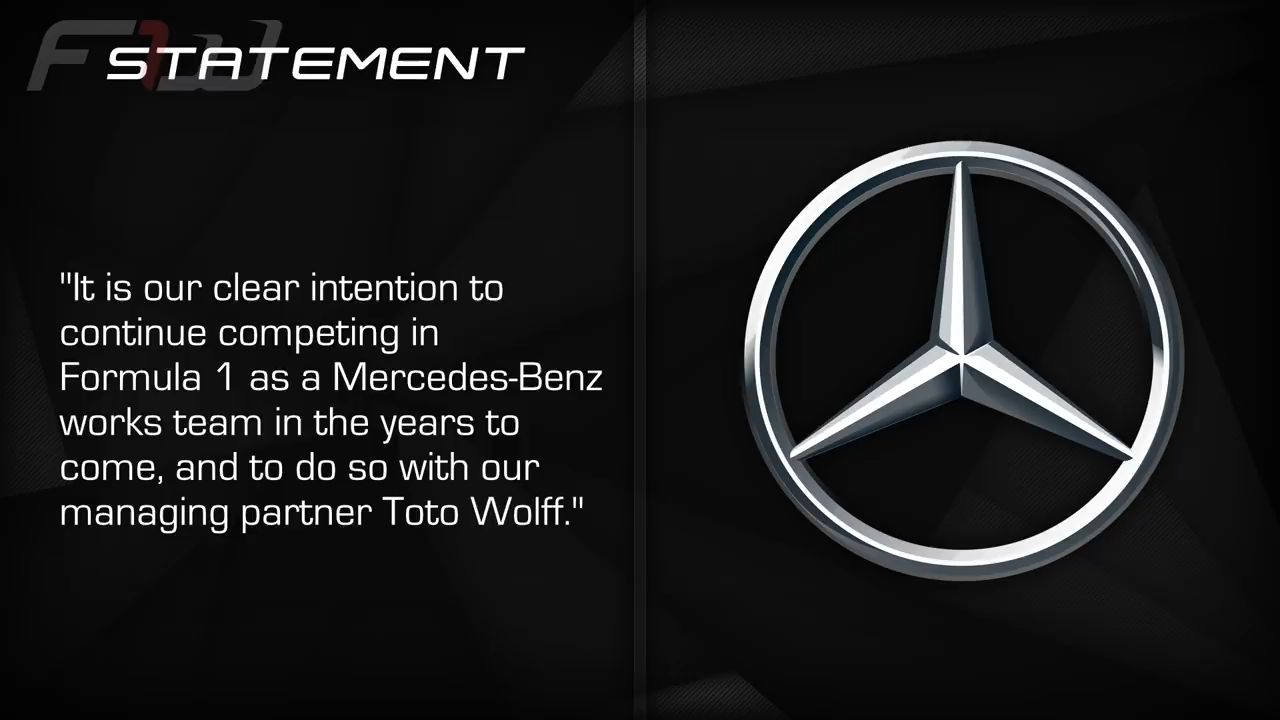 F1W
STATEMENT
"It is our clear intention to
continue competing in
Formula 1 as a Mercedes-Benz
works team in the years to
come, and to do so with our
managing partner Toto Wolff."